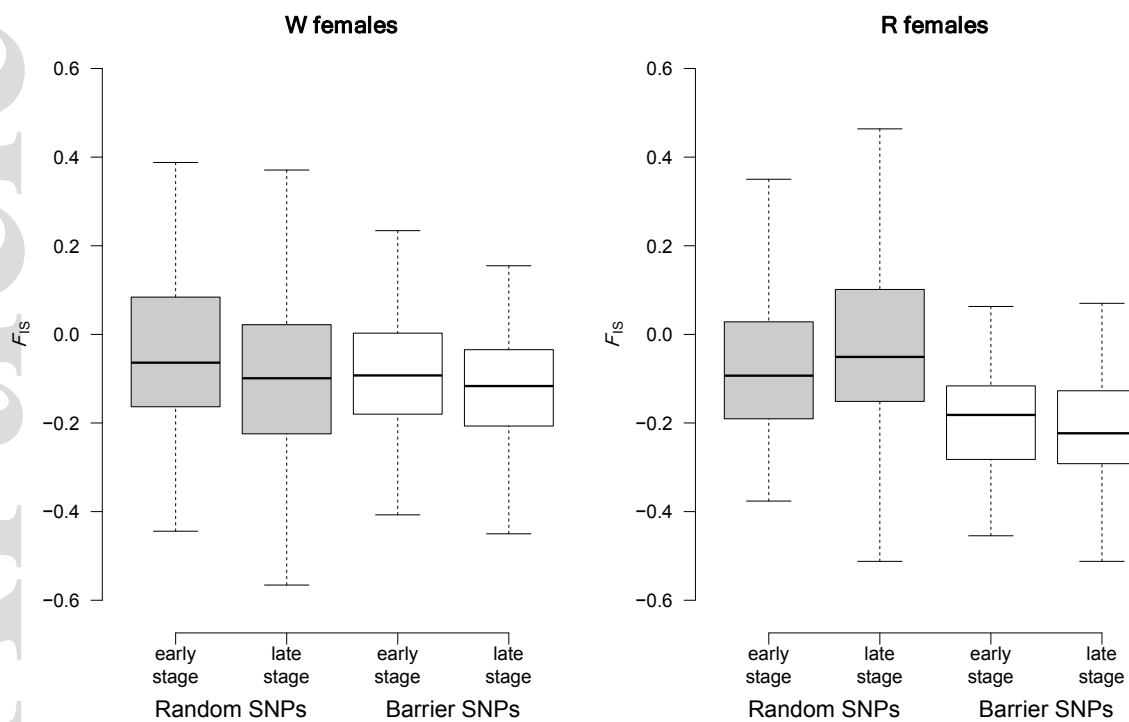 W females
0.6
0.4
0.2
0.0
−0.2
−0.4
−0.6
FIS
early stage
late stage
early stage
late stage
Random SNPs
Barrier SNPs
R females
0.6
0.4
0.2
0.0
−0.2
−0.4
−0.6
FIS
early stage
late stage
early stage
late stage
Random SNPs
Barrier SNPs